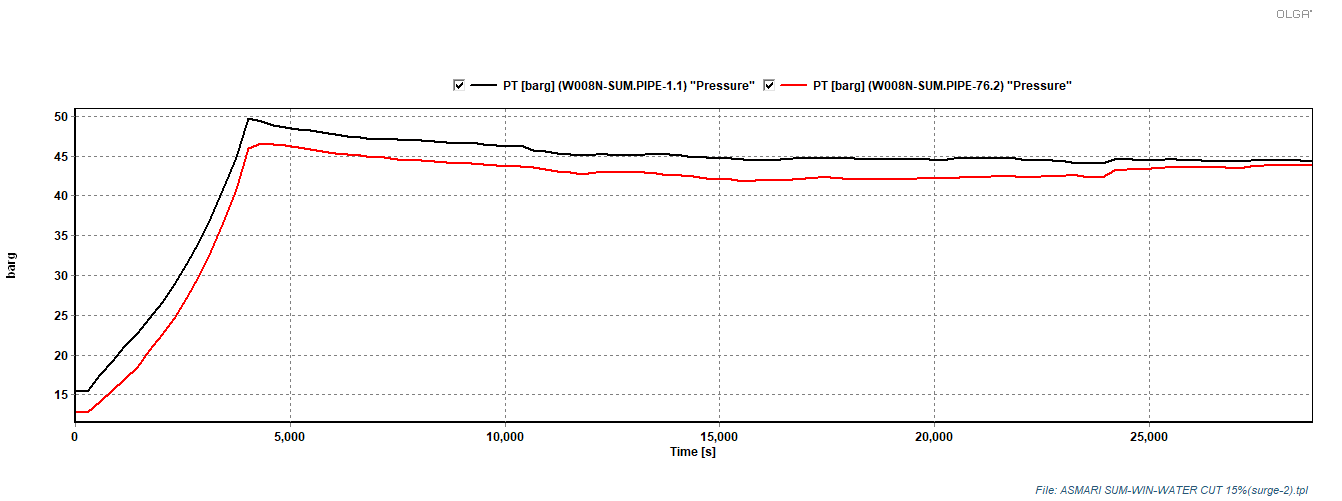 OLGA
PT [barg] (W008N-SUM.PIPE-1.1) "Pressure" PT [barg] (W008N-SUM.PIPE-76.2) "Pressure"
50
45
40
35
30
25
20
15
barg
0 5,000 10,000 15,000 20,000 25,000
Time [s]
File: ASMARI SUM-WIN-WATER CUT 15%(surge-2).tpl